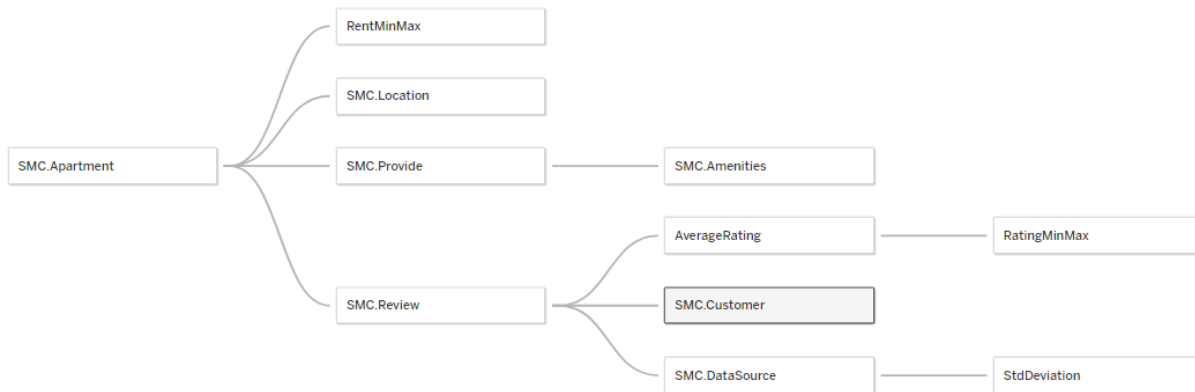 RentMinMax
SMC.Location
SMC.Apartment
SMC.Provide
SMC.Amenities
AverageRating
RatingMinMax
SMC.Review
SMC.Customer
SMC.DataSource
StdDeviation